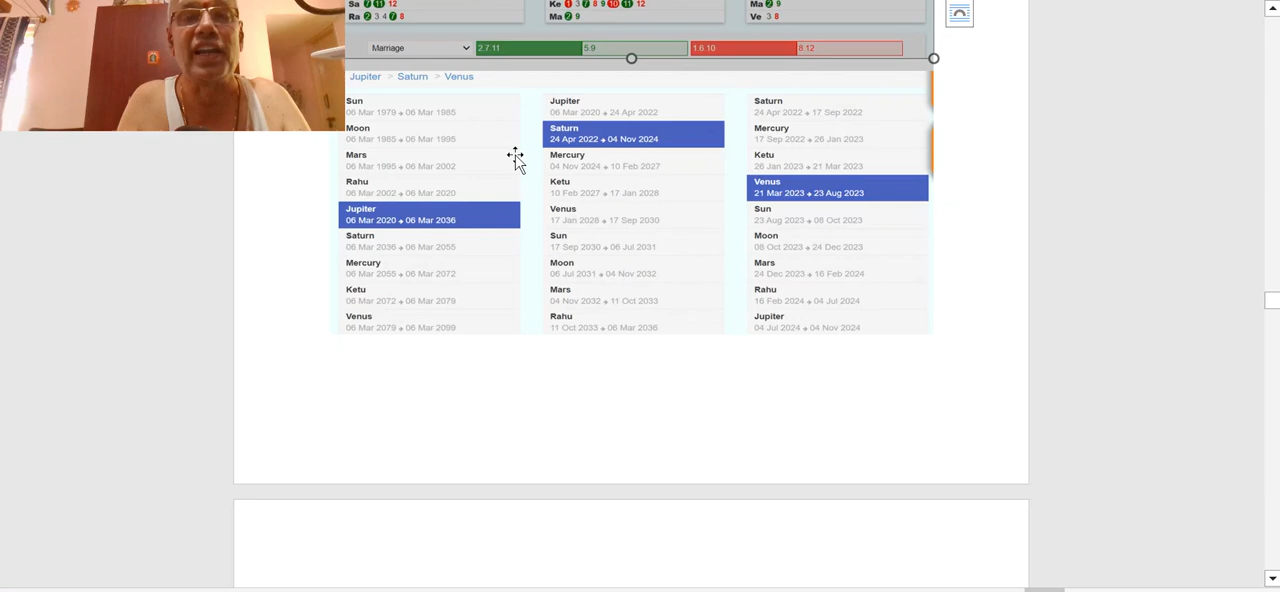 Sa 7 11 12
Ra 2 3 4 7 8
Ke 1 3 7 8 9 10 11 12
Ma 2 9
Ma 2 9
Ve 3 8
Marriage 2.7.11 5.9 1.6.10 8.12
Jupiter > Saturn > Venus
Sun
06 Mar 1979 → 06 Mar 1985
Moon
06 Mar 1985 → 06 Mar 1995
Mars
06 Mar 1995 → 06 Mar 2002
Rahu
06 Mar 2002 → 06 Mar 2020
Jupiter
06 Mar 2020 → 06 Mar 2036
Saturn
06 Mar 2036 → 06 Mar 2055
Mercury
06 Mar 2055 → 06 Mar 2072
Ketu
06 Mar 2072 → 06 Mar 2079
Venus
06 Mar 2079 → 06 Mar 2099
Jupiter
06 Mar 2020 → 24 Apr 2022
Saturn
24 Apr 2022 → 04 Nov 2024
Mercury
04 Nov 2024 → 10 Feb 2027
Ketu
10 Feb 2027 → 17 Jan 2028
Venus
17 Jan 2028 → 17 Sep 2030
Sun
17 Sep 2030 → 06 Jul 2031
Moon
06 Jul 2031 → 04 Nov 2032
Mars
04 Nov 2032 → 11 Oct 2033
Rahu
11 Oct 2033 → 06 Mar 2036
Saturn
24 Apr 2022 → 17 Sep 2022
Mercury
17 Sep 2022 → 26 Jan 2023
Ketu
26 Jan 2023 → 21 Mar 2023
Venus
21 Mar 2023 → 23 Aug 2023
Sun
23 Aug 2023 → 08 Oct 2023
Moon
08 Oct 2023 → 24 Dec 2023
Mars
24 Dec 2023 → 16 Feb 2024
Rahu
16 Feb 2024 → 04 Jul 2024
Jupiter
04 Jul 2024 → 04 Nov 2024